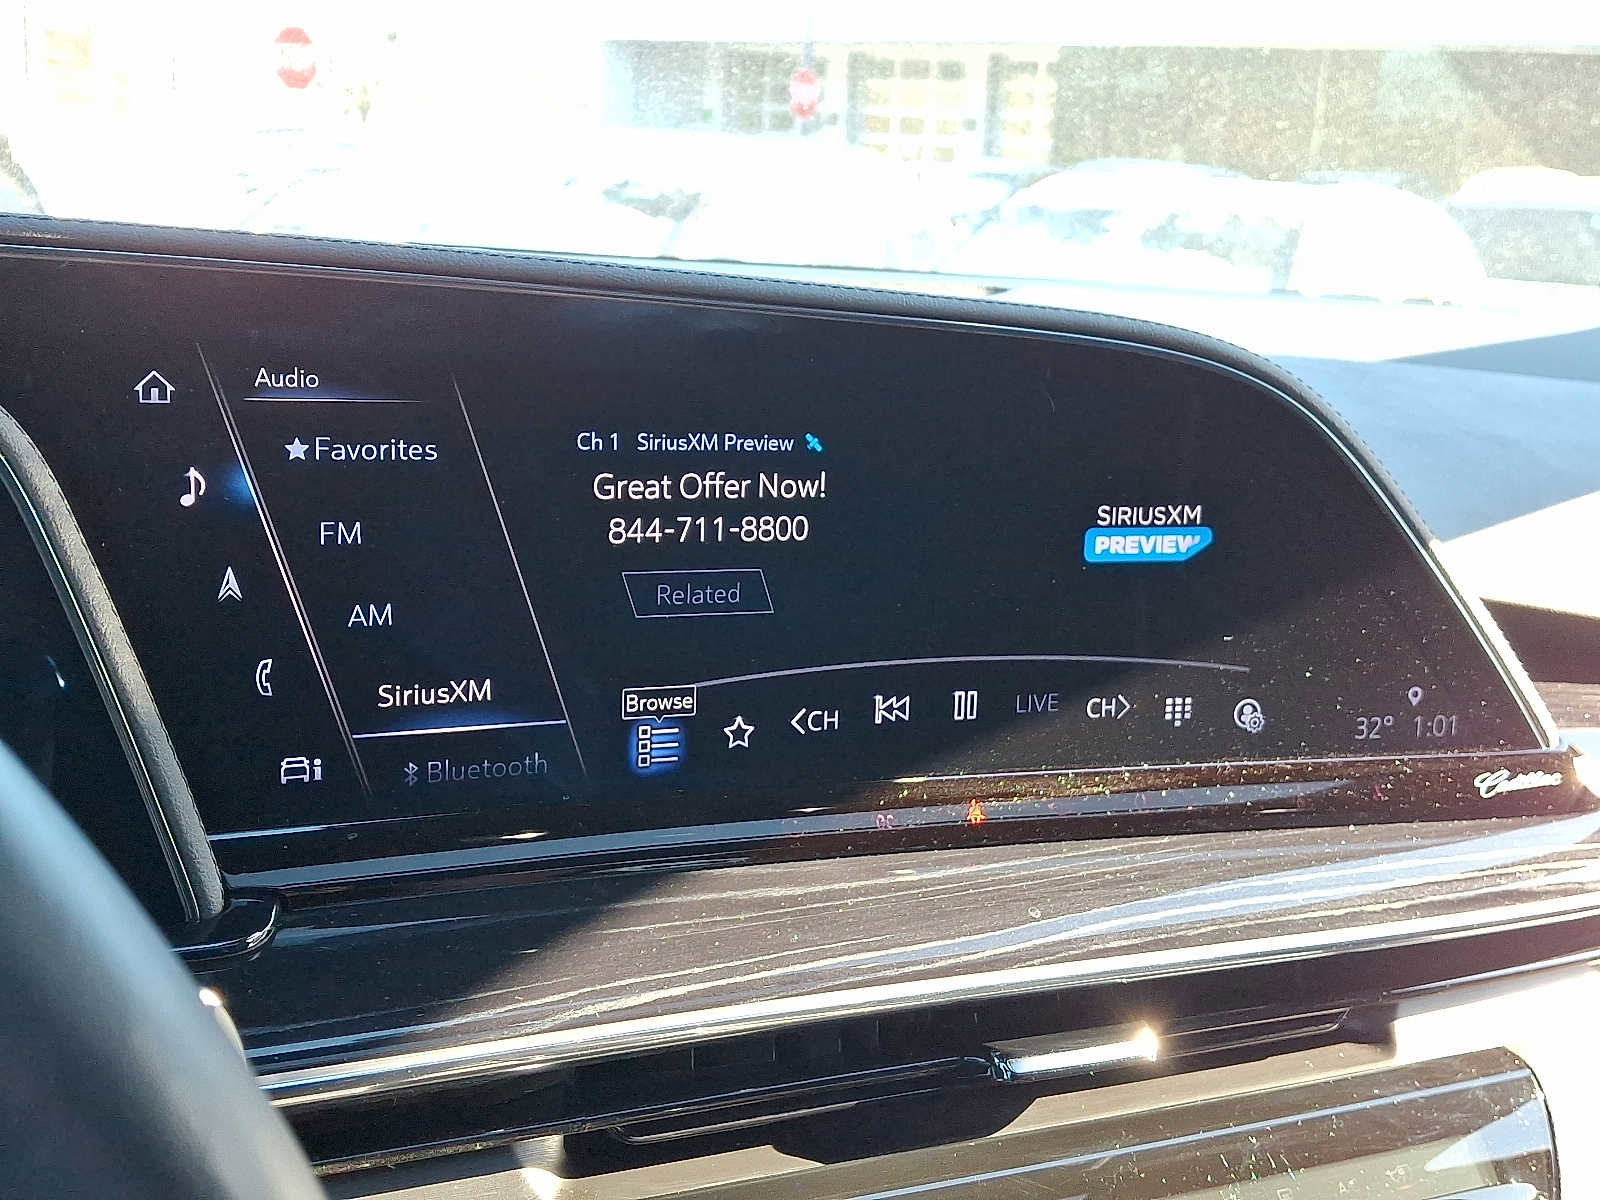 Audio
Favorites
FM
AM
SiriusXM
Bluetooth
Ch 1 SiriusXM Preview
Great Offer Now!
844-711-8800
Related
SIRIUSXM
PREVIEW
Browse
<CH
LIVE
CH>
32° 1:01
Cadillac